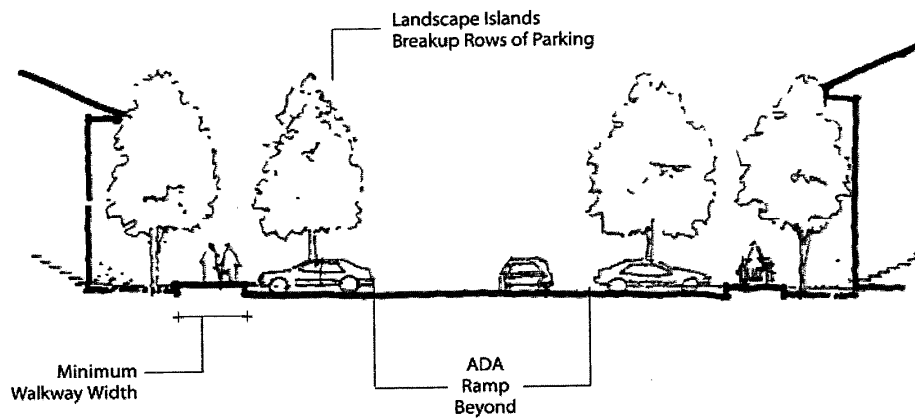 Landscape Islands
Breakup Rows of Parking
Minimum
Walkway Width
ADA
Ramp
Beyond